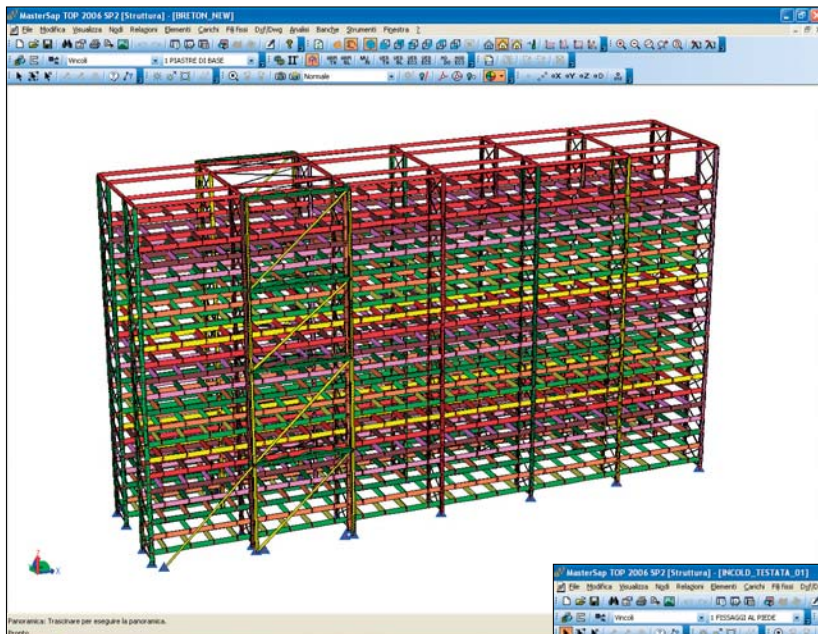 MasterSap TOP 2006 SP2 [Struttura] - [BRETON_NEW]
File Modifica Visualizza Nodi Relazioni Elementi Carichi Fili fissi Dxf/Dwg Analisi Banche Strumenti Finestra ?
Vincoli 1 PIASTRE DI BASE
Normale
Z
X
Panoramica: Trascinare per eseguire la panoramica.
Pronto
MasterSap TOP 2006 SP2 [Struttura] - [INCOLD_TESTATA_01]
File Modifica Visualizza Nodi Relazioni Elementi Carichi Fili fissi
Vincoli 1 FISSAGGI AL PIEDE